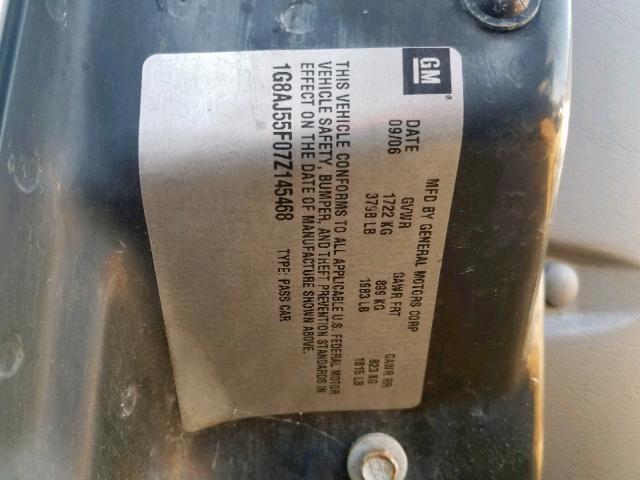 GM
MFD BY GENERAL MOTORS CORP
DATE GVWR GAWR FRT GAWR RR
09/06 1722 KG 899 KG 823 KG
3798 LB 1983 LB 1815 LB
THIS VEHICLE CONFORMS TO ALL APPLICABLE U.S. FEDERAL MOTOR
VEHICLE SAFETY, BUMPER, AND THEFT PREVENTION STANDARDS IN
EFFECT ON THE DATE OF MANUFACTURE SHOWN ABOVE.
1G8AJ55F07Z145468 TYPE: PASS CAR